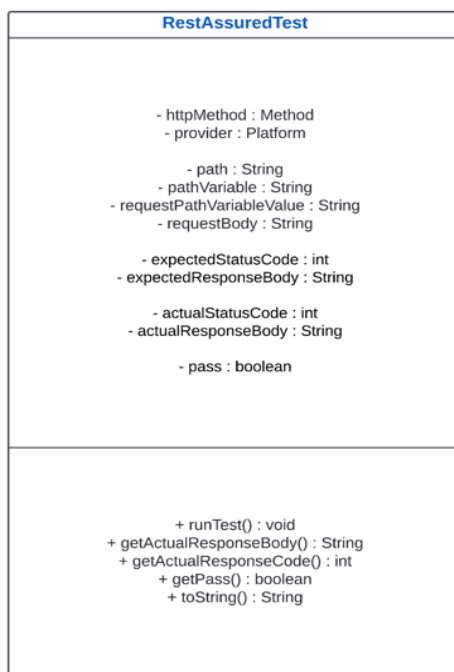 RestAssuredTest
- httpMethod : Method
- provider : Platform
- path : String
- pathVariable : String
- requestPathVariableValue : String
- requestBody : String
- expectedStatusCode : int
- expectedResponseBody : String
- actualStatusCode : int
- actualResponseBody : String
- pass : boolean
+ runTest() : void
+ getActualResponseBody() : String
+ getActualResponseCode() : int
+ getPass() : boolean
+ toString() : String